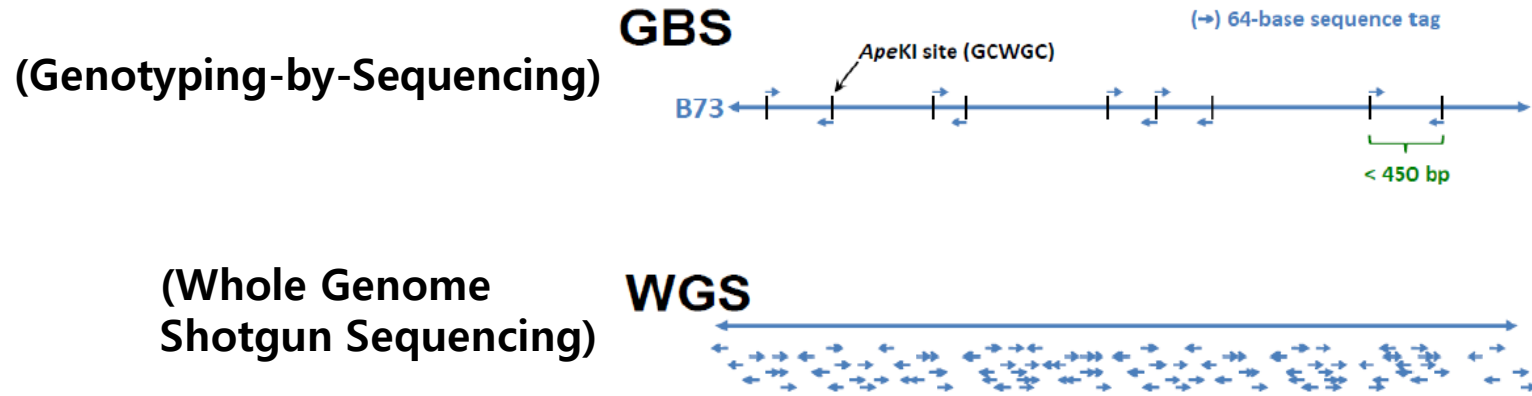 GBS
(→) 64-base sequence tag
(Genotyping-by-Sequencing)
ApeKI site (GCWGC)
B73
< 450 bp
(Whole Genome
Shotgun Sequencing)
WGS